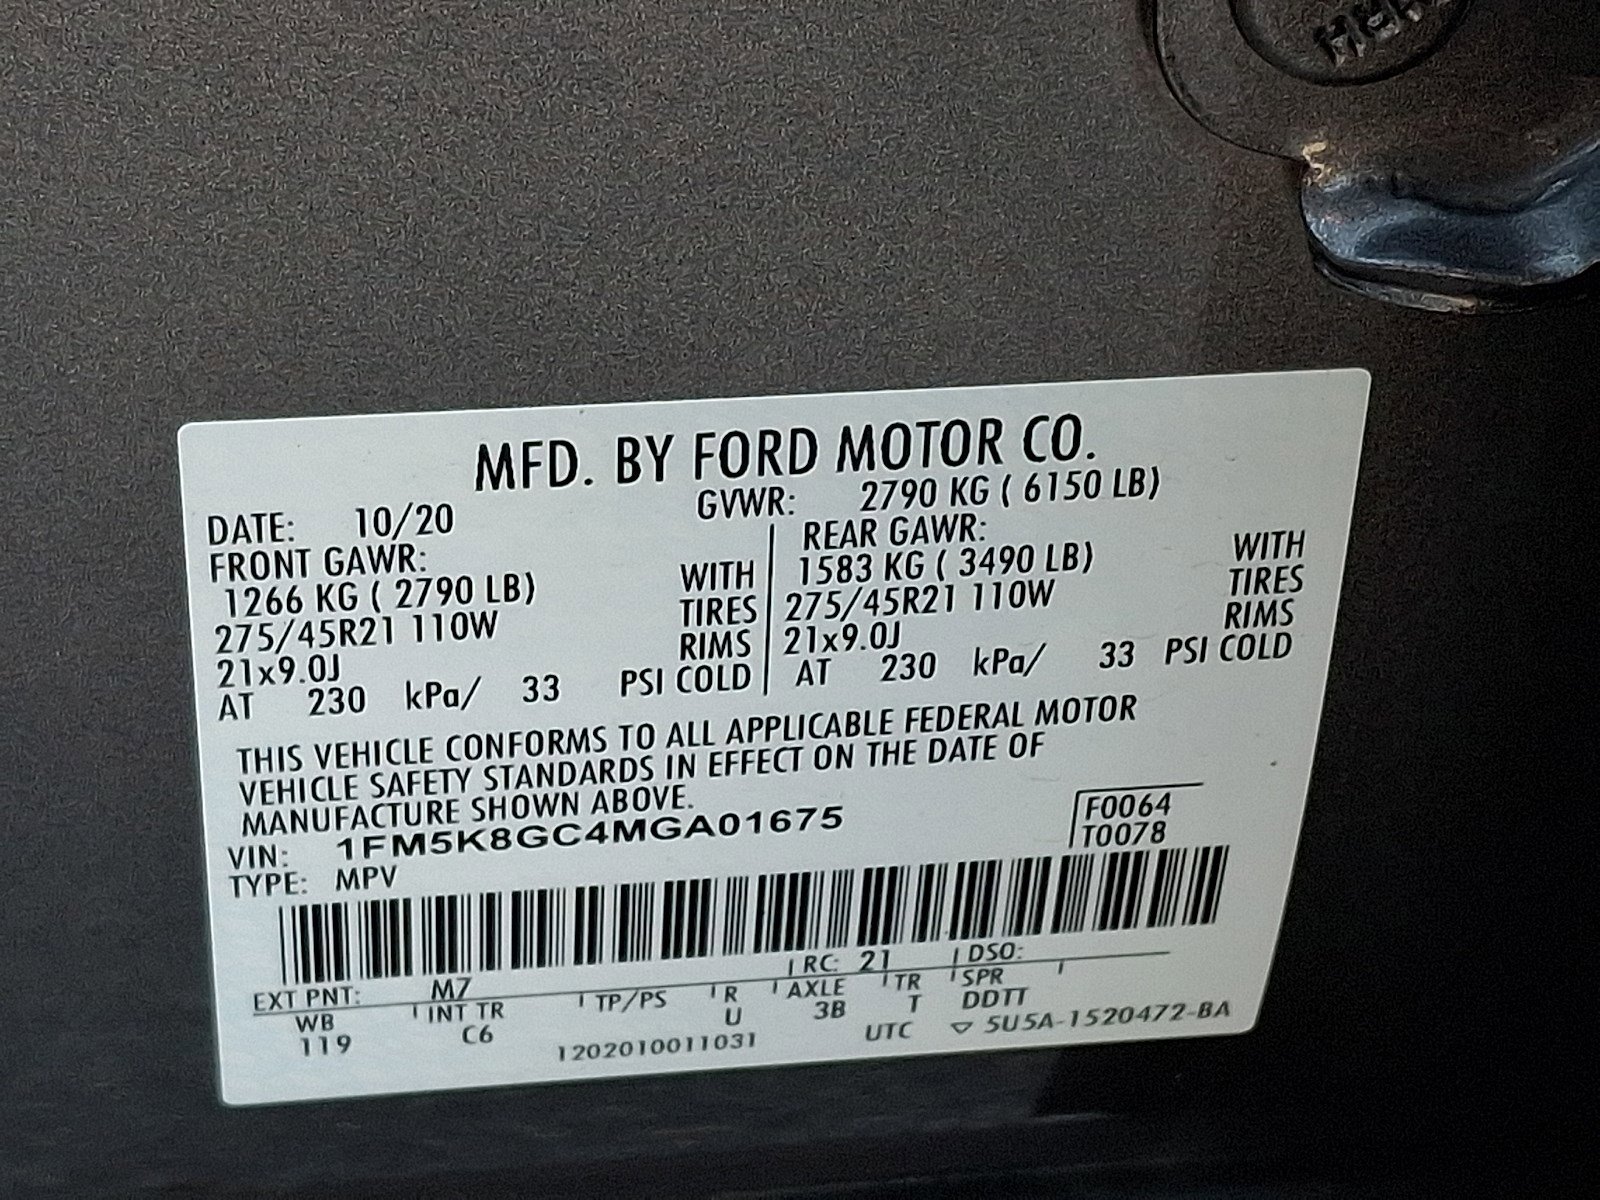 MFD. BY FORD MOTOR CO.
DATE: 10/20 GVWR: 2790 KG ( 6150 LB)
FRONT GAWR: REAR GAWR:
1266 KG ( 2790 LB) WITH 1583 KG ( 3490 LB) WITH
275/45R21 110W TIRES 275/45R21 110W TIRES
21x9.0J RIMS 21x9.0J RIMS
AT 230 kPa/ 33 PSI COLD AT 230 kPa/ 33 PSI COLD
THIS VEHICLE CONFORMS TO ALL APPLICABLE FEDERAL MOTOR
VEHICLE SAFETY STANDARDS IN EFFECT ON THE DATE OF
MANUFACTURE SHOWN ABOVE.
F0064
VIN: 1FM5K8GC4MGA01675
T0078
TYPE: MPV
EXT PNT: M7 RC: 21 DSO:
WB INT TR TP/PS R AXLE TR SPR
119 C6 U 3B T DDTT
1202010011031 UTC ▽ 5U5A-1520472-BA